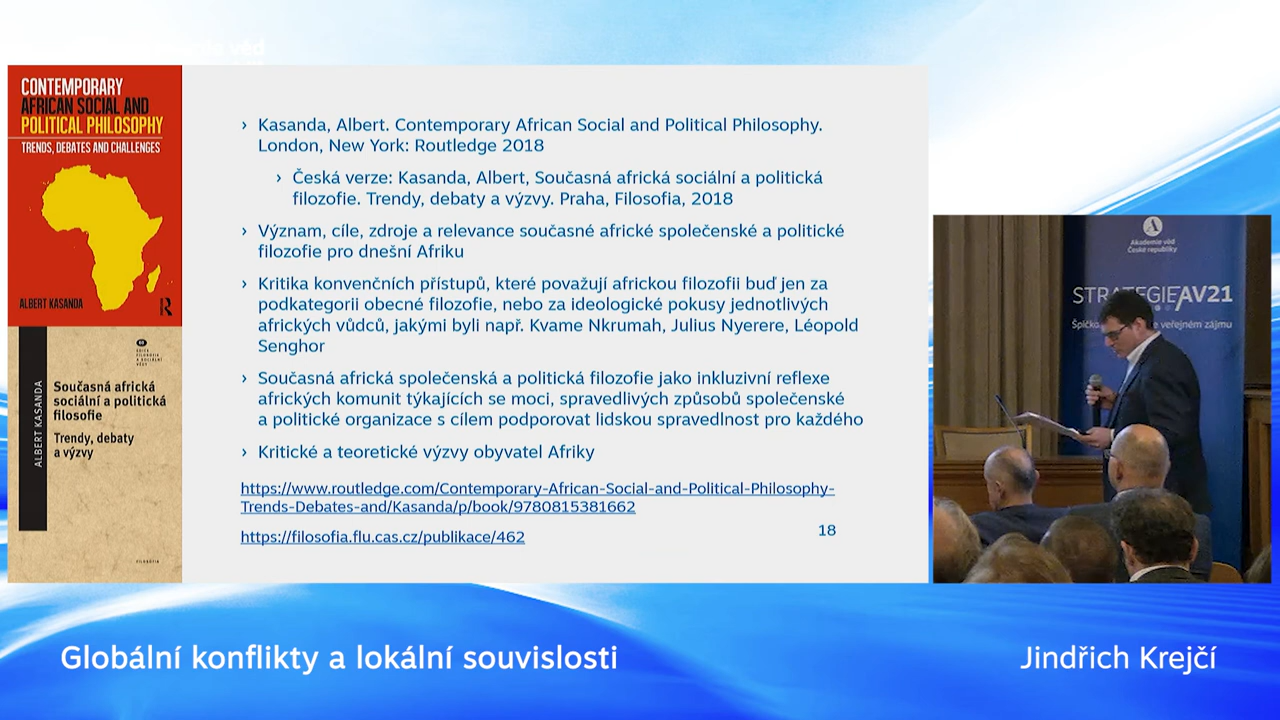 věd
CONTEMPORARY
AFRICAN SOCIAL AND
POLITICAL PHILOSOPHY
TRENDS, DEBATES AND CHALLENGES
ALBERT KASANDA
R
ALBERT KASANDA
Současná africká
sociální a politická
filosofie
Trendy, debaty
a výzvy
FILOSOFIA
› Kasanda, Albert. Contemporary African Social and Political Philosophy.
London, New York: Routledge 2018
› Česká verze: Kasanda, Albert, Současná africká sociální a politická
filozofie. Trendy, debaty a výzvy. Praha, Filosofia, 2018
› Význam, cíle, zdroje a relevance současné africké společenské a politické
filozofie pro dnešní Afriku
› Kritika konvenčních přístupů, které považují africkou filozofii buď jen za
podkategorii obecné filozofie, nebo za ideologické pokusy jednotlivých
afrických vůdců, jakými byli např. Kvame Nkrumah, Julius Nyerere, Léopold
Senghor
› Současná africká společenská a politická filozofie jako inkluzivní reflexe
afrických komunit týkajících se moci, spravedlivých způsobů společenské
a politické organizace s cílem podporovat lidskou spravedlnost pro každého
› Kritické a teoretické výzvy obyvatel Afriky
https://www.routledge.com/Contemporary-African-Social-and-Political-Philosophy-
Trends-Debates-and/Kasanda/p/book/9780815381662
https://filosofia.flu.cas.cz/publikace/462
18
Akademie věd
České republiky
STRATEGIE AV21
Špičko e veřejném zájmu
Globální konflikty a lokální souvislosti
Jindřich Krejčí